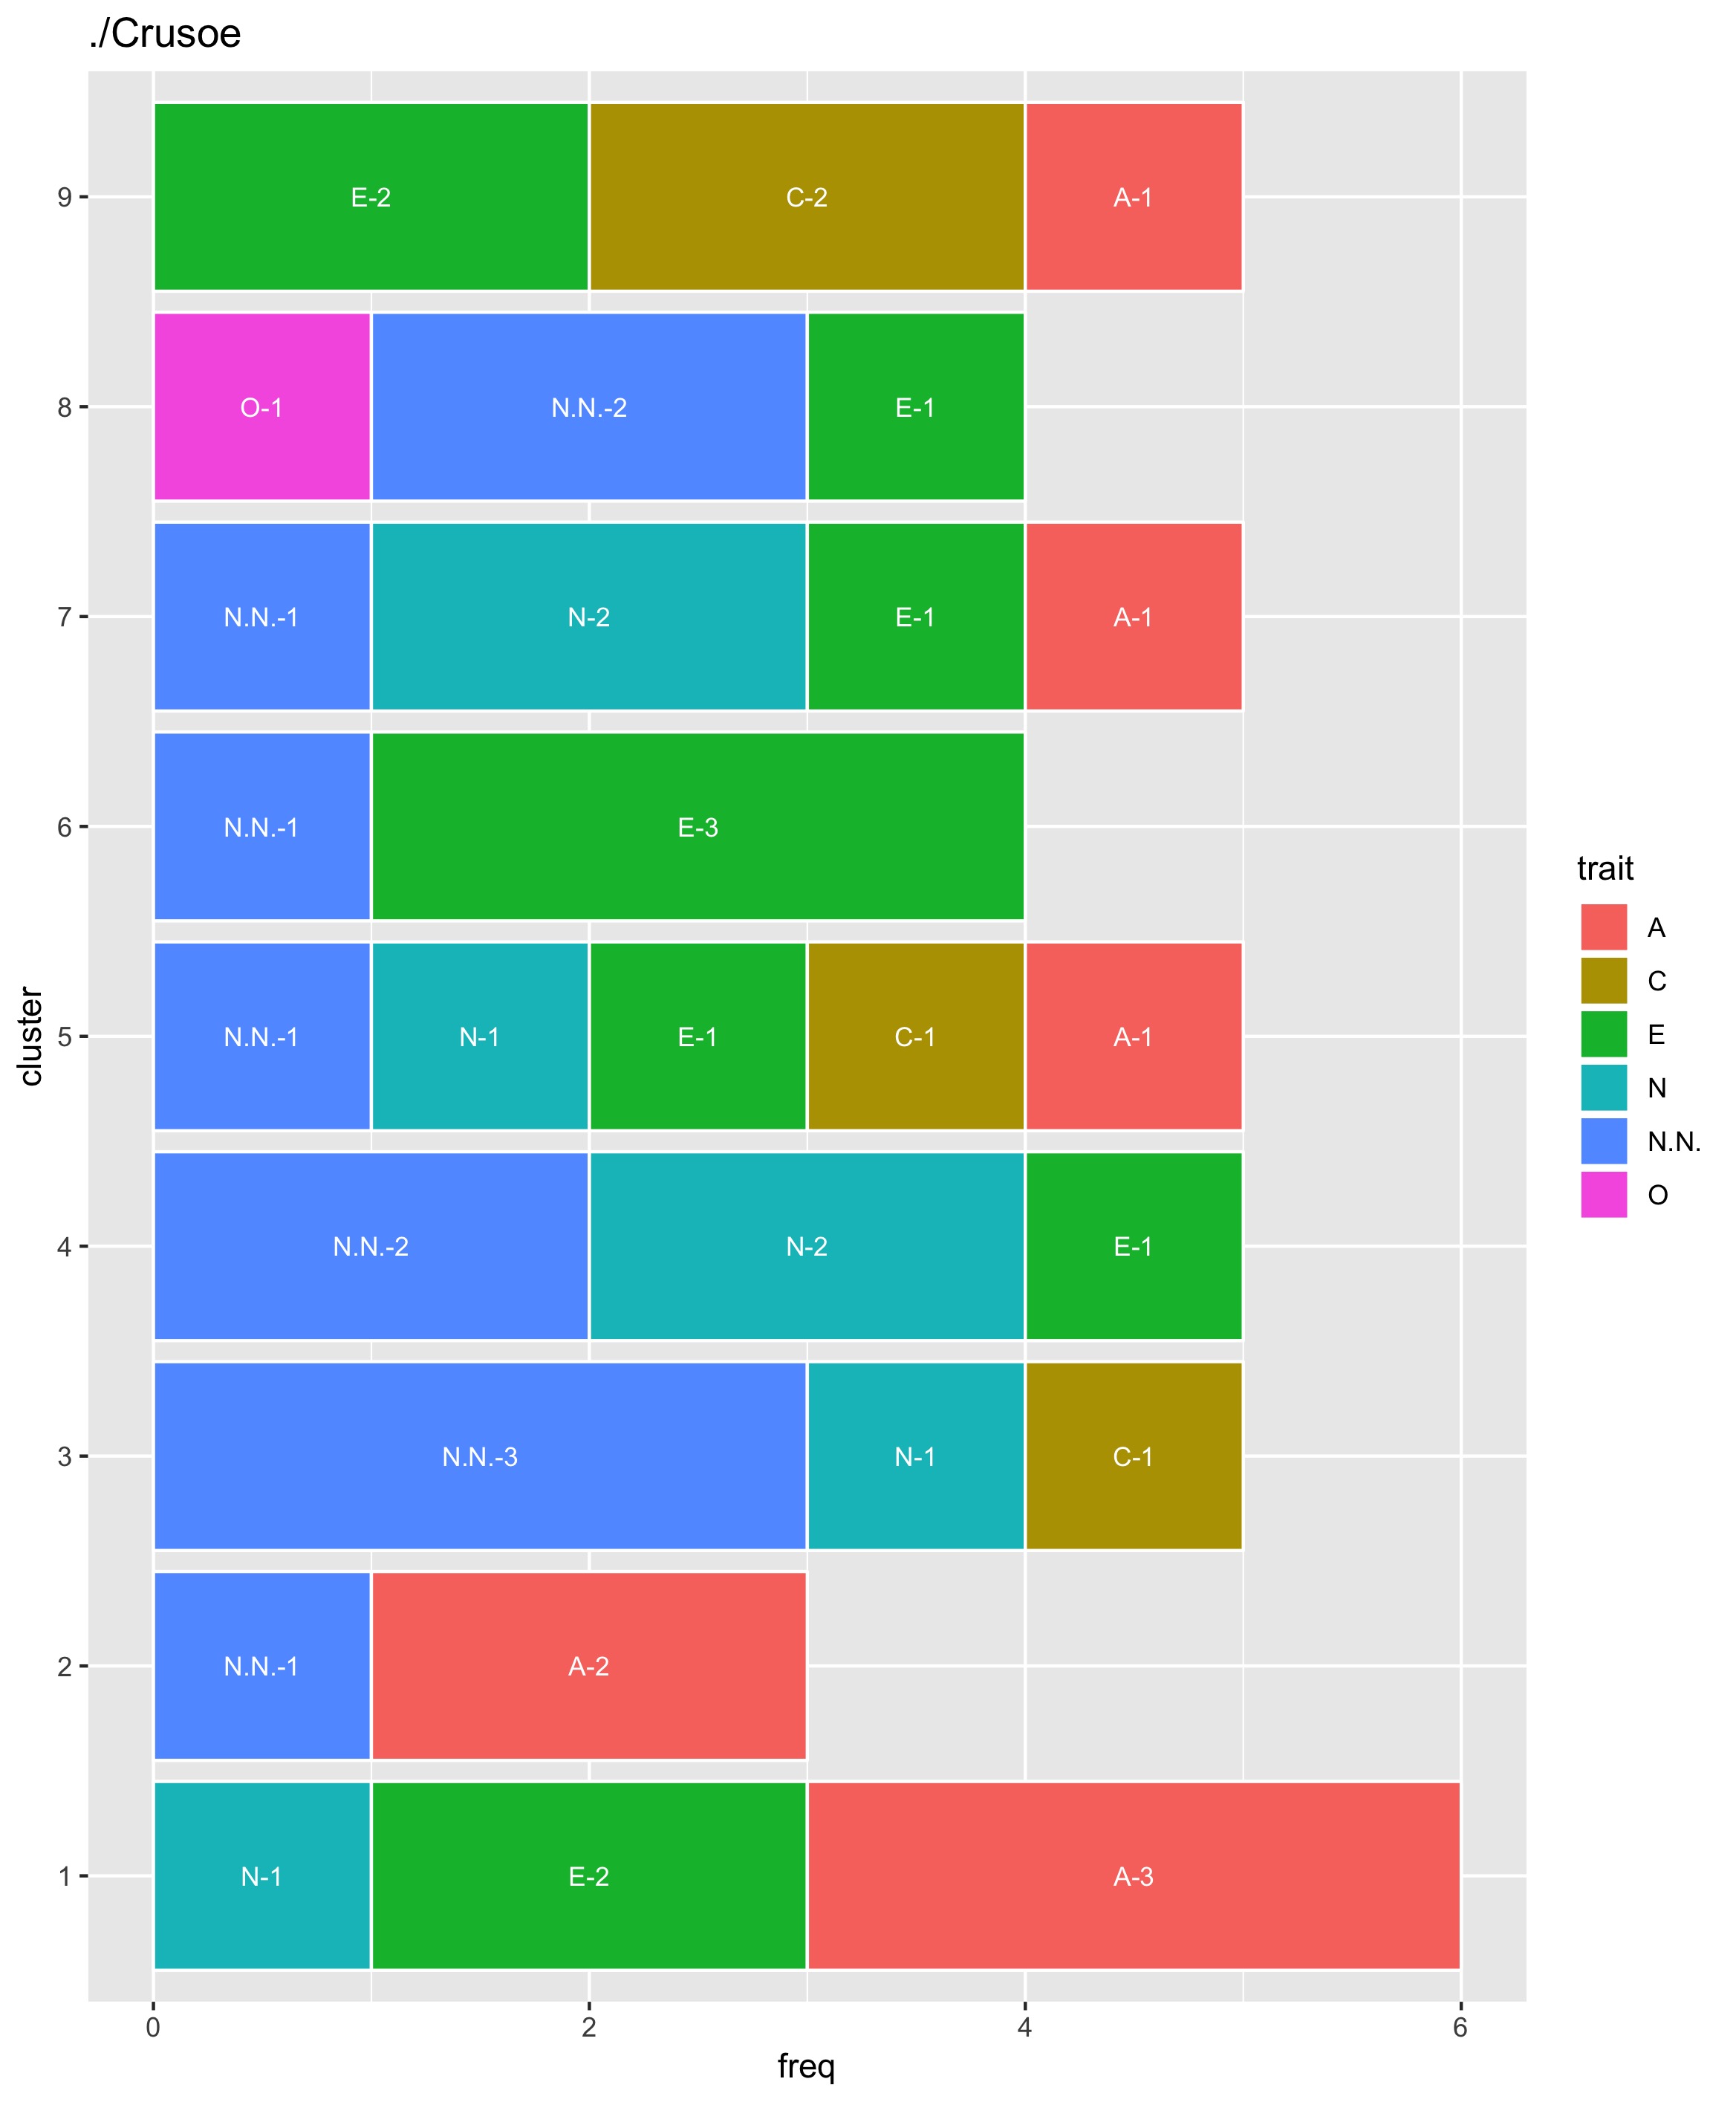 ./Crusoe
9
E-2
C-2
A-1
8
O-1
N.N.-2
E-1
7
N.N.-1
N-2
E-1
A-1
6
N.N.-1
E-3
5
N.N.-1
N-1
E-1
C-1
A-1
4
N.N.-2
N-2
E-1
3
N.N.-3
N-1
C-1
2
N.N.-1
A-2
1
N-1
E-2
A-3
0
2
4
6
freq
cluster
trait
A
C
E
N
N.N.
O